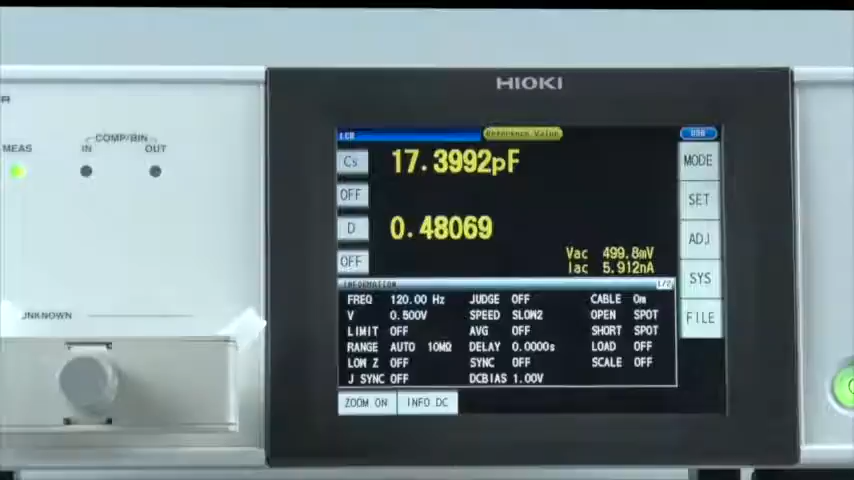 HIOKI
LCR
Reference Value
USB
R
COMP/BIN
MEAS
IN
OUT
Cs
17.3992pF
MODE
OFF
SET
D
0.48069
ADJ
Vac 499.8mV
OFF
Iac 5.912nA
SYS
INFORMATION
1/2
FREQ 120.00 Hz JUDGE OFF CABLE 0m
V 0.500V SPEED SLOW2 OPEN SPOT
FILE
UNKNOWN
LIMIT OFF AVG OFF SHORT SPOT
RANGE AUTO 10MΩ DELAY 0.0000s LOAD OFF
LOW Z OFF SYNC OFF SCALE OFF
J SYNC OFF DCBIAS 1.00V
ZOOM ON
INFO DC